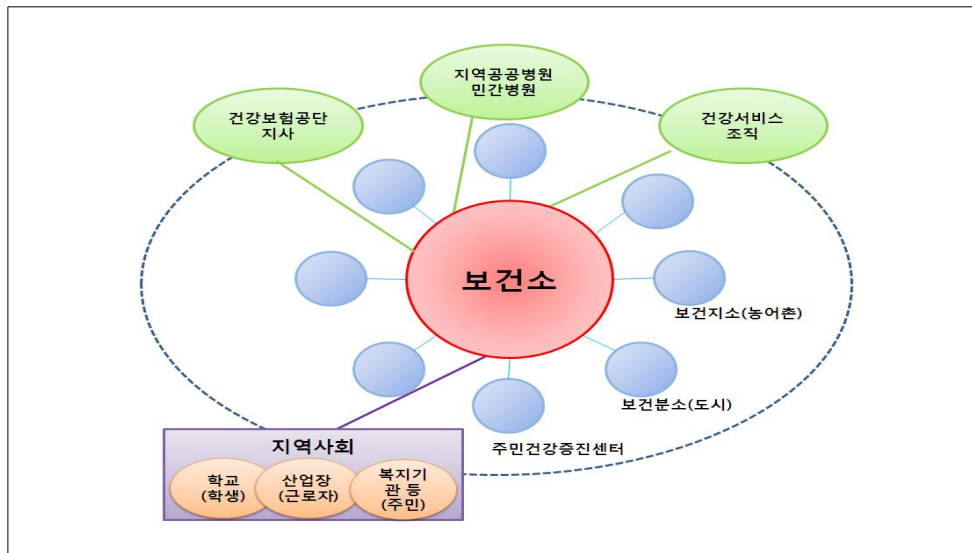 지역공공병원
민간병원
건강보험공단
지사
건강서비스
조직
보건소
보건지소(농어촌)
보건분소(도시)
주민건강증진센터
지역사회
학교
(학생)
산업장
(근로자)
복지기
관 등
(주민)